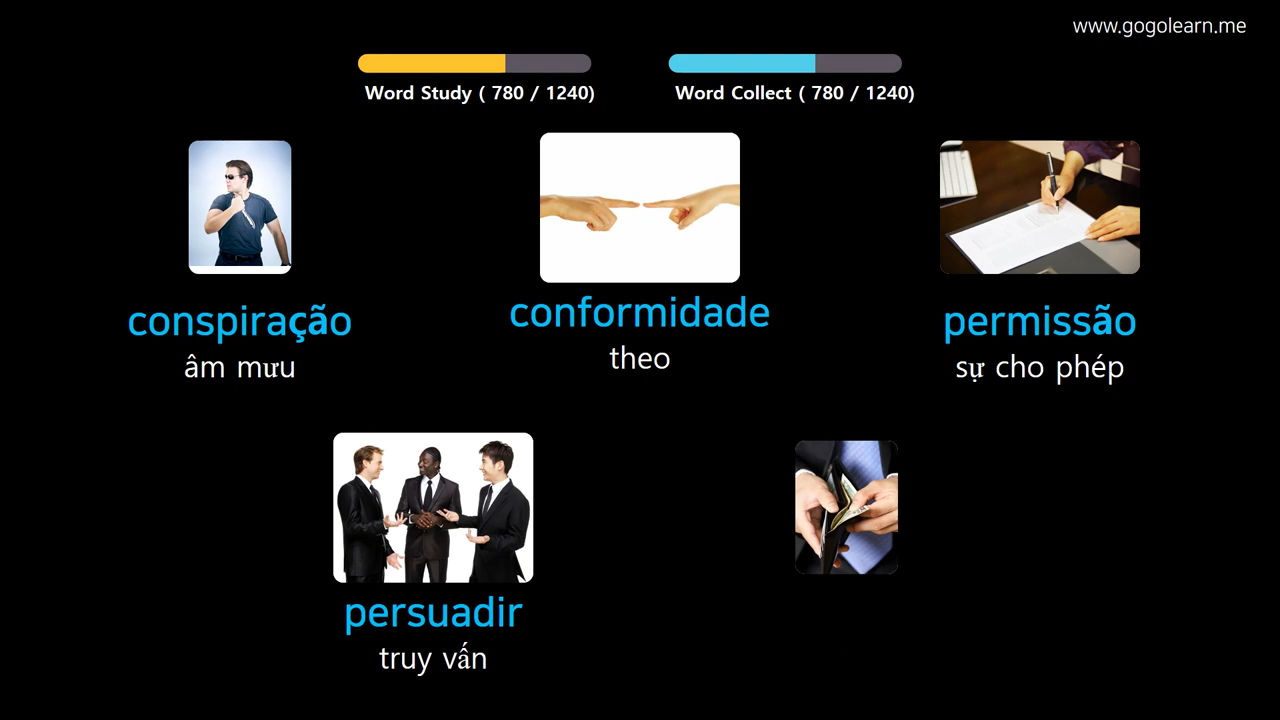 www.gogolearn.me
Word Study ( 780 / 1240)
Word Collect ( 780 / 1240)
conspiração
âm mưu
conformidade
theo
permissão
sự cho phép
persuadir
truy vấn